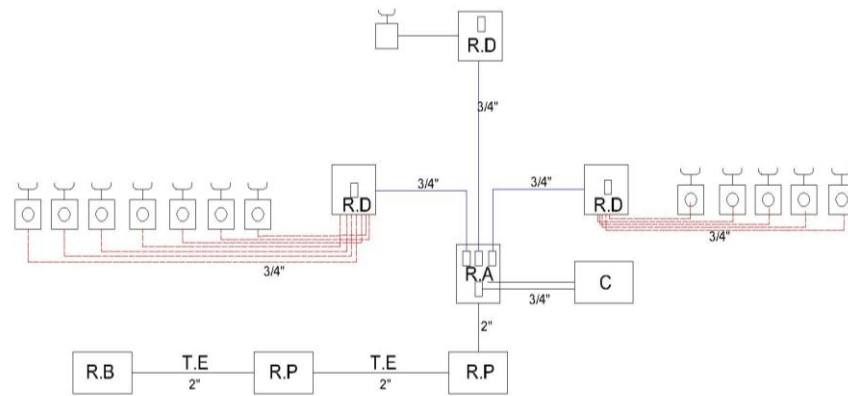 R.D
3/4"
3/4"
3/4"
R.D
R.D
3/4"
3/4"
R.A
C
3/4"
2"
R.B
T.E
2"
R.P
T.E
2"
R.P